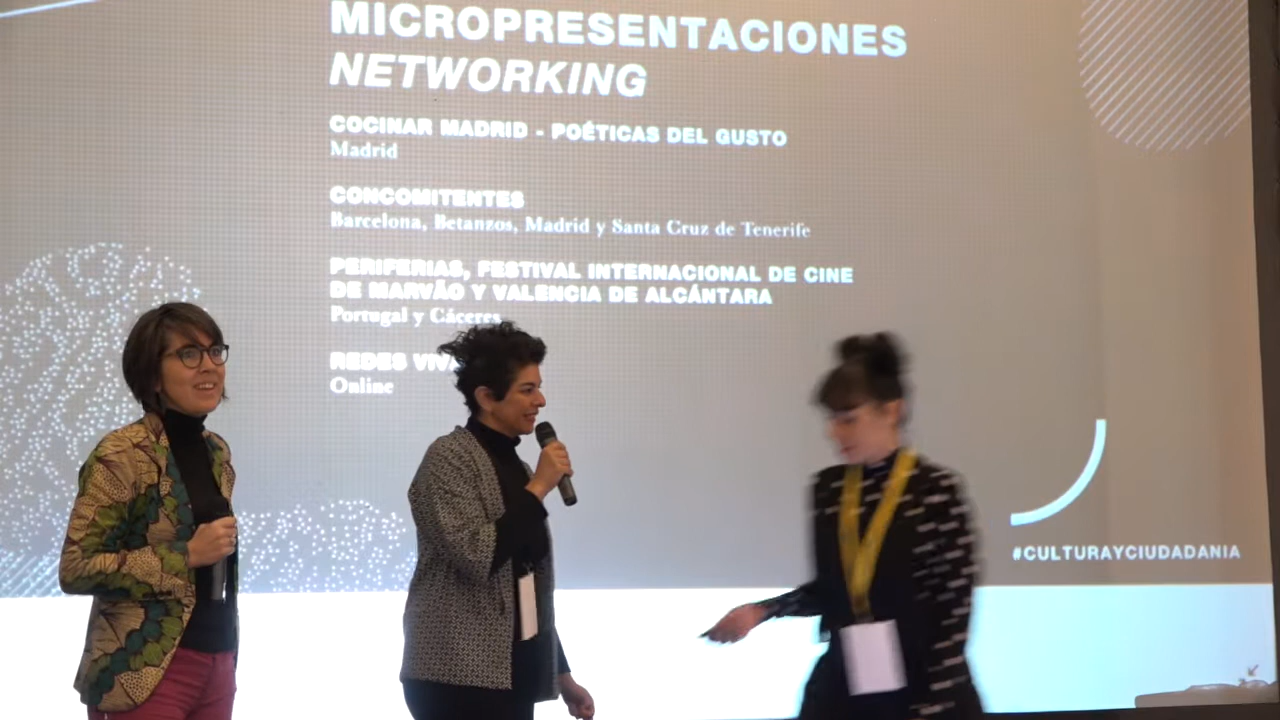 MICROPRESENTACIONES
NETWORKING
COCINAR MADRID - POÉTICAS DEL GUSTO
Madrid
CONCOMITENTES
Barcelona, Betanzos, Madrid y Santa Cruz de Tenerife
PERIFERIAS, FESTIVAL INTERNACIONAL DE CINE
DE MARVÃO Y VALENCIA DE ALCÁNTARA
Portugal y Cáceres
REDES
Online
#CULTURAYCIUDADANIA